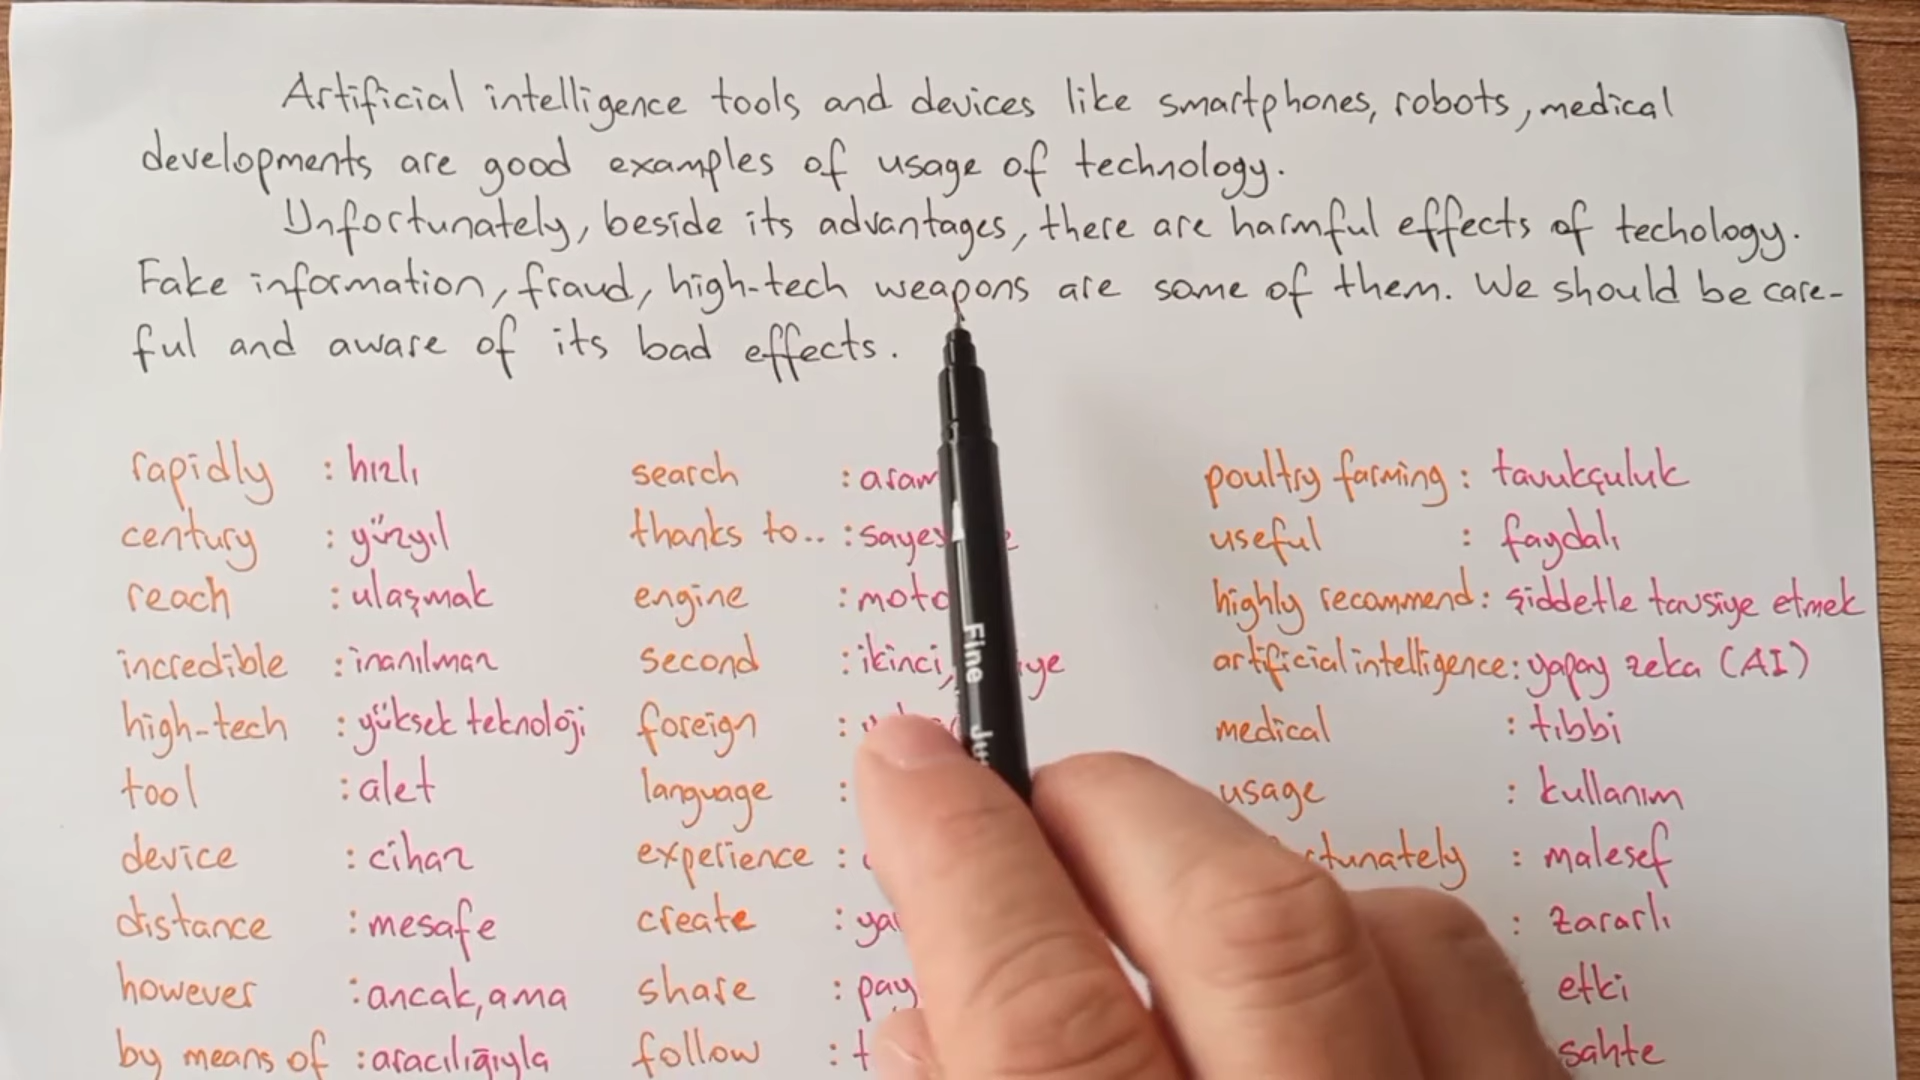 Artificial intelligence tools and devices like smartphones, robots, medical
developments are good examples of usage of technology.
Unfortunately, beside its advantages, there are harmful effects of techology.
Fake information, fraud, high-tech weapons are some of them. We should be care-
ful and aware of its bad effects.
rapidly : hızlı
century : yüzyıl
reach : ulaşmak
incredible : inanılmaz
high-tech : yüksek teknoloji
tool : alet
device : cihaz
distance : mesafe
however : ancak, ama
by means of : aracılığıyla
search :
thanks to.. :
engine :
second : ikinci,
foreign :
language :
experience :
create :
share :
follow :
poultry farming : tavukçuluk
useful : faydalı
highly recommend : şiddetle tavsiye etmek
artificial intelligence : yapay zeka (AI)
medical : tıbbi
usage : kullanım
: malesef
: zararlı
etki
sahte